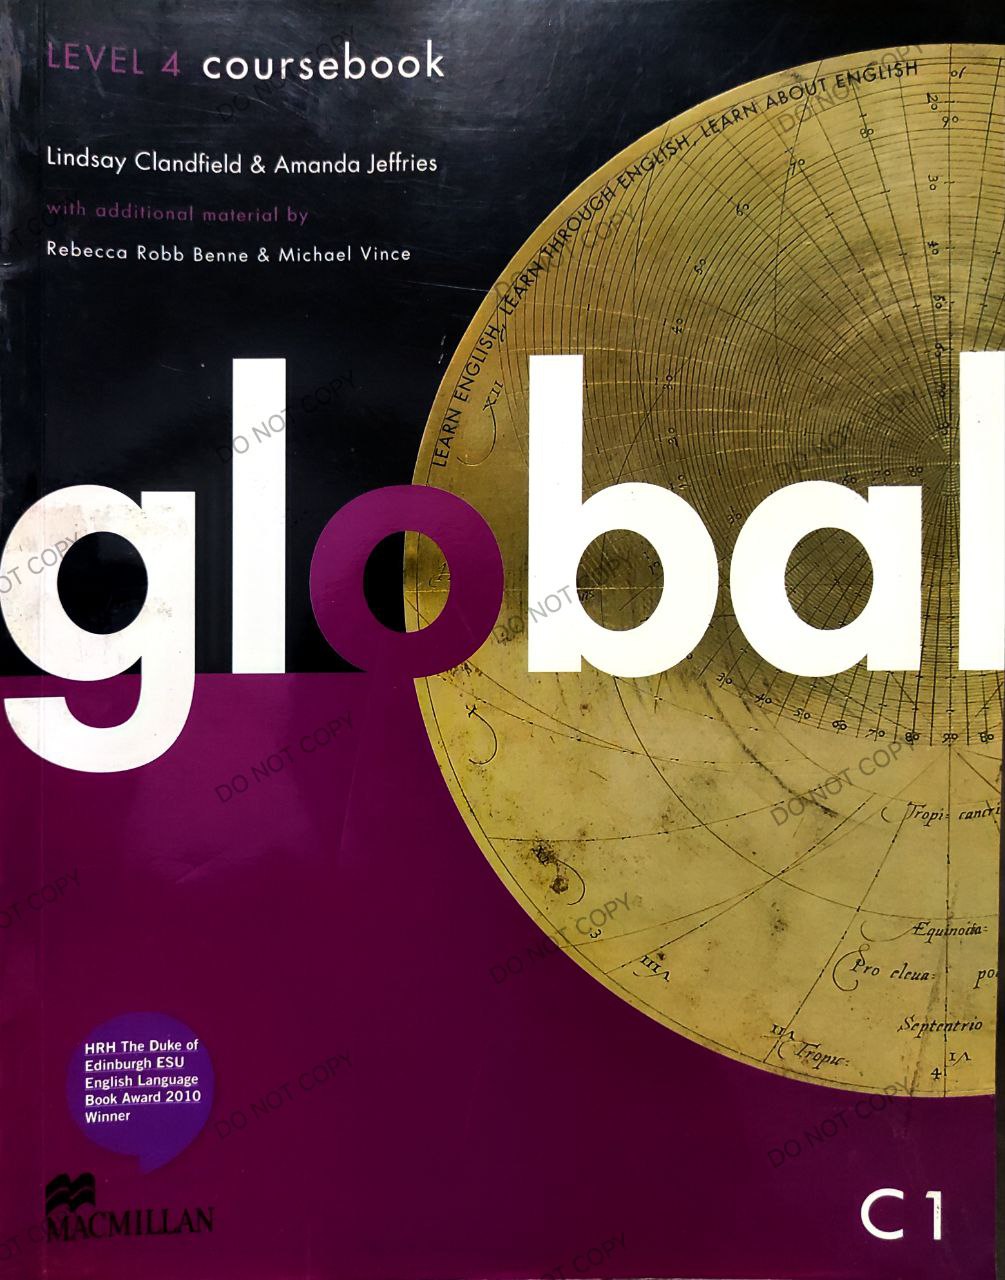 LEVEL 4 coursebook
Lindsay Clandfield & Amanda Jeffries
with additional material by
Rebecca Robb Benne & Michael Vince
LEARN ENGLISH, LEARN THROUGH ENGLISH, LEARN ABOUT ENGLISH
global
Tropi: cancri
Equinoctia:
Pro eleua: po
Septentrio
Tropic:
HRH The Duke of
Edinburgh ESU
English Language
Book Award 2010
Winner
MACMILLAN
C1
DO NOT COPY